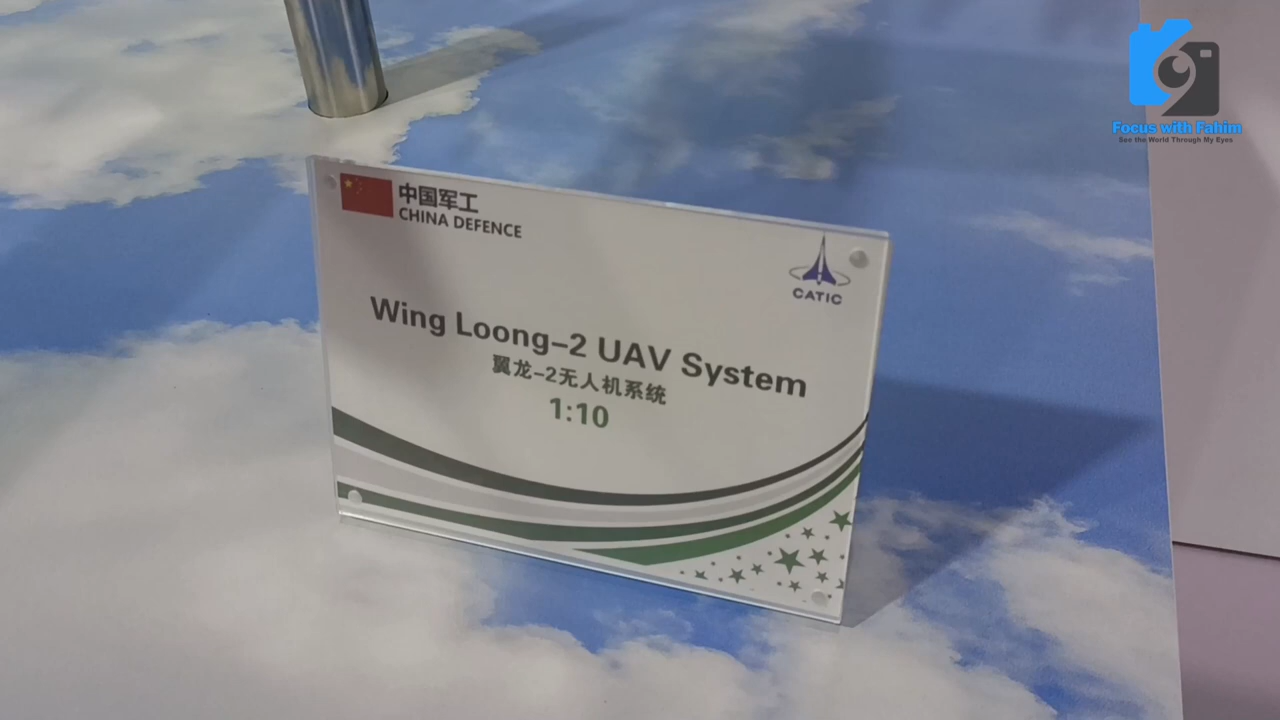 中国军工
CHINA DEFENCE
CATIC
Wing Loong-2 UAV System
翼龙-2无人机系统
1:10
Focus with Fahim
See the World Through My Eyes